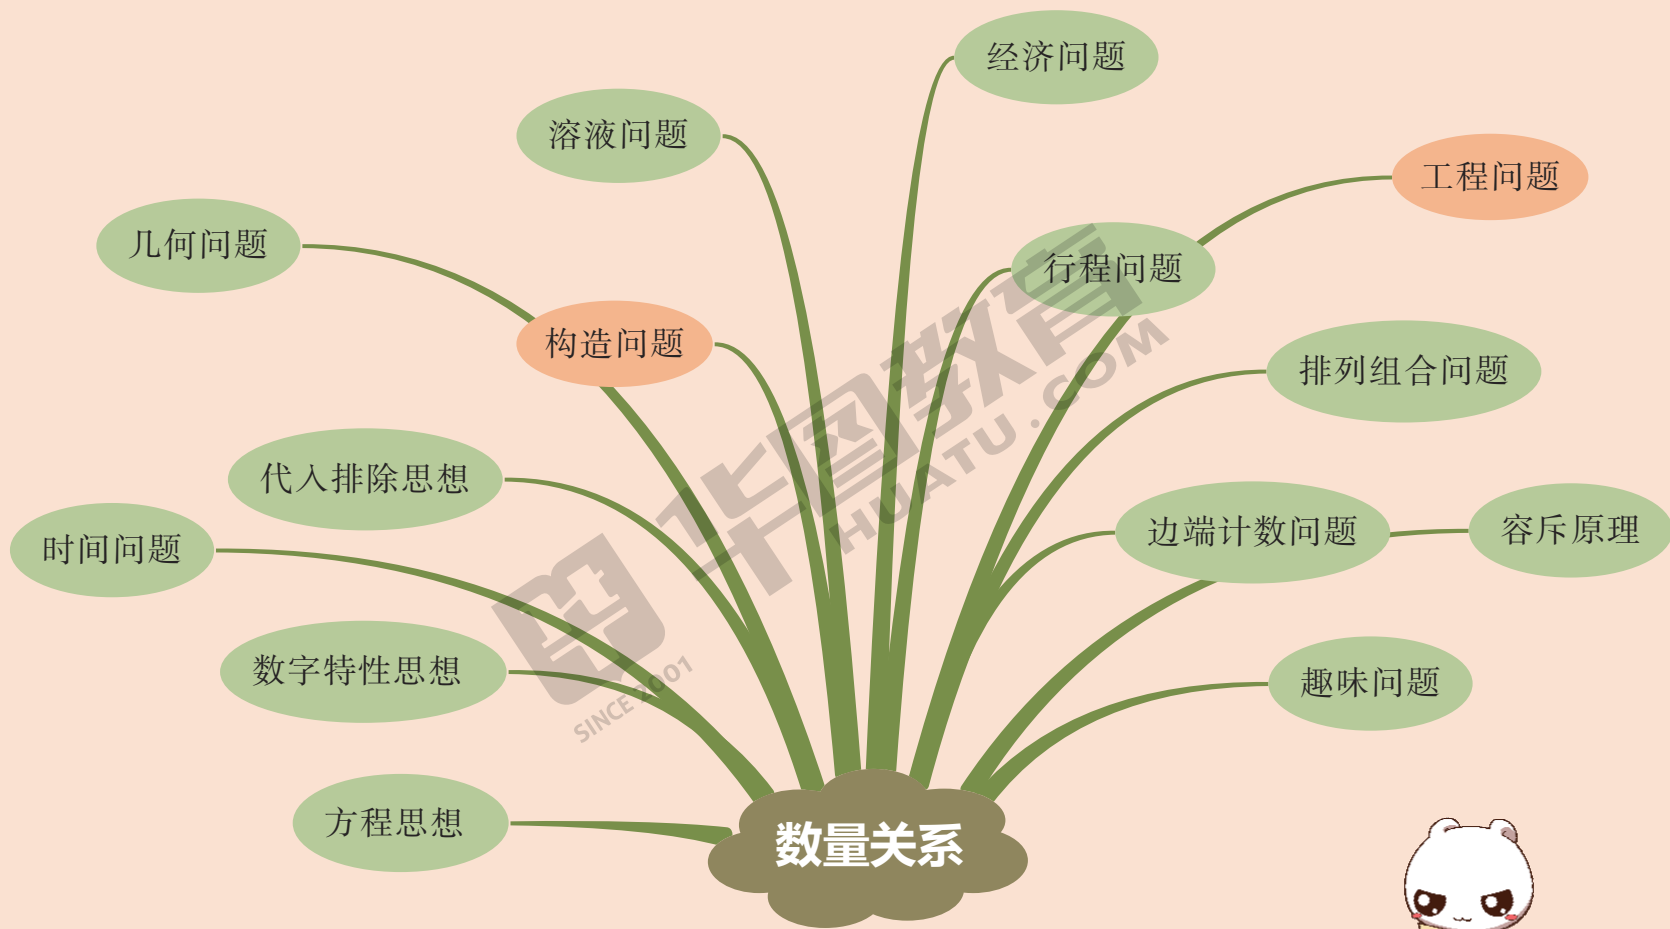 经济问题
溶液问题
工程问题
几何问题
行程问题
构造问题
排列组合问题
代入排除思想
边端计数问题
容斥原理
时间问题
数字特性思想
趣味问题
方程思想
数量关系
华图教育
HUATU.COM
SINCE 2001